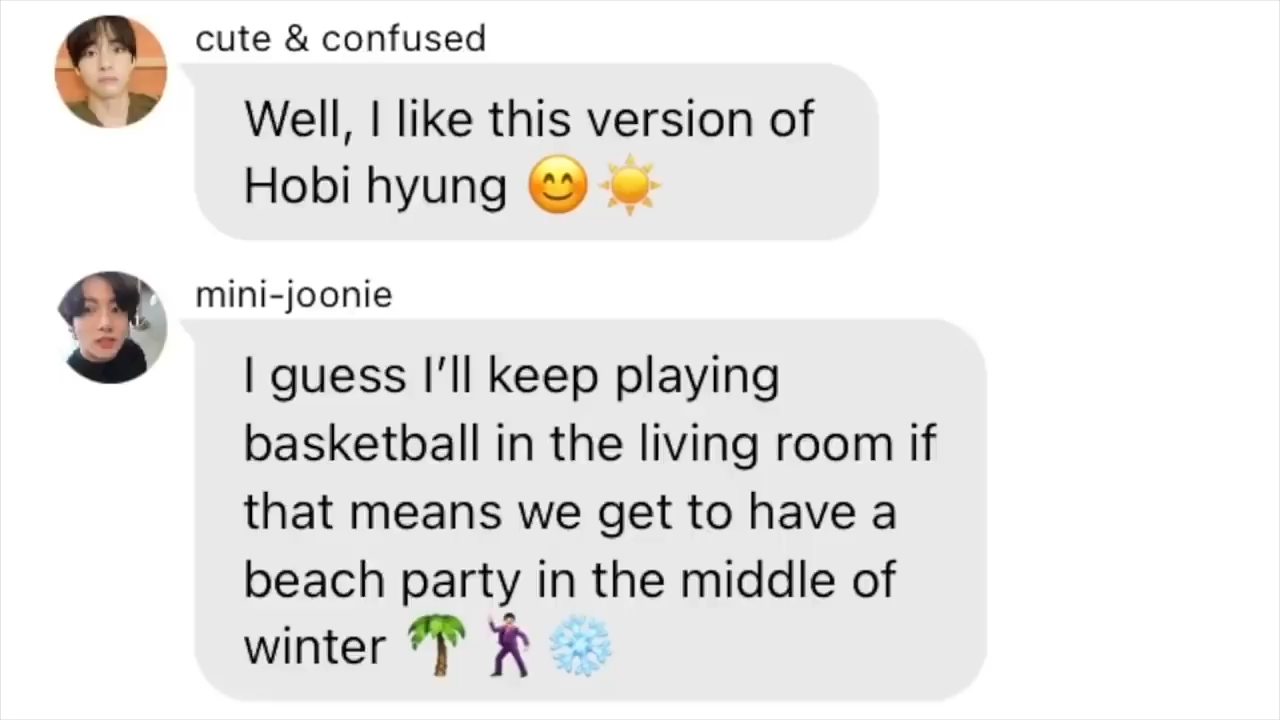 cute & confused
Well, I like this version of
Hobi hyung 😊☀️
mini-joonie
I guess I’ll keep playing
basketball in the living room if
that means we get to have a
beach party in the middle of
winter 🌴🕺❄️